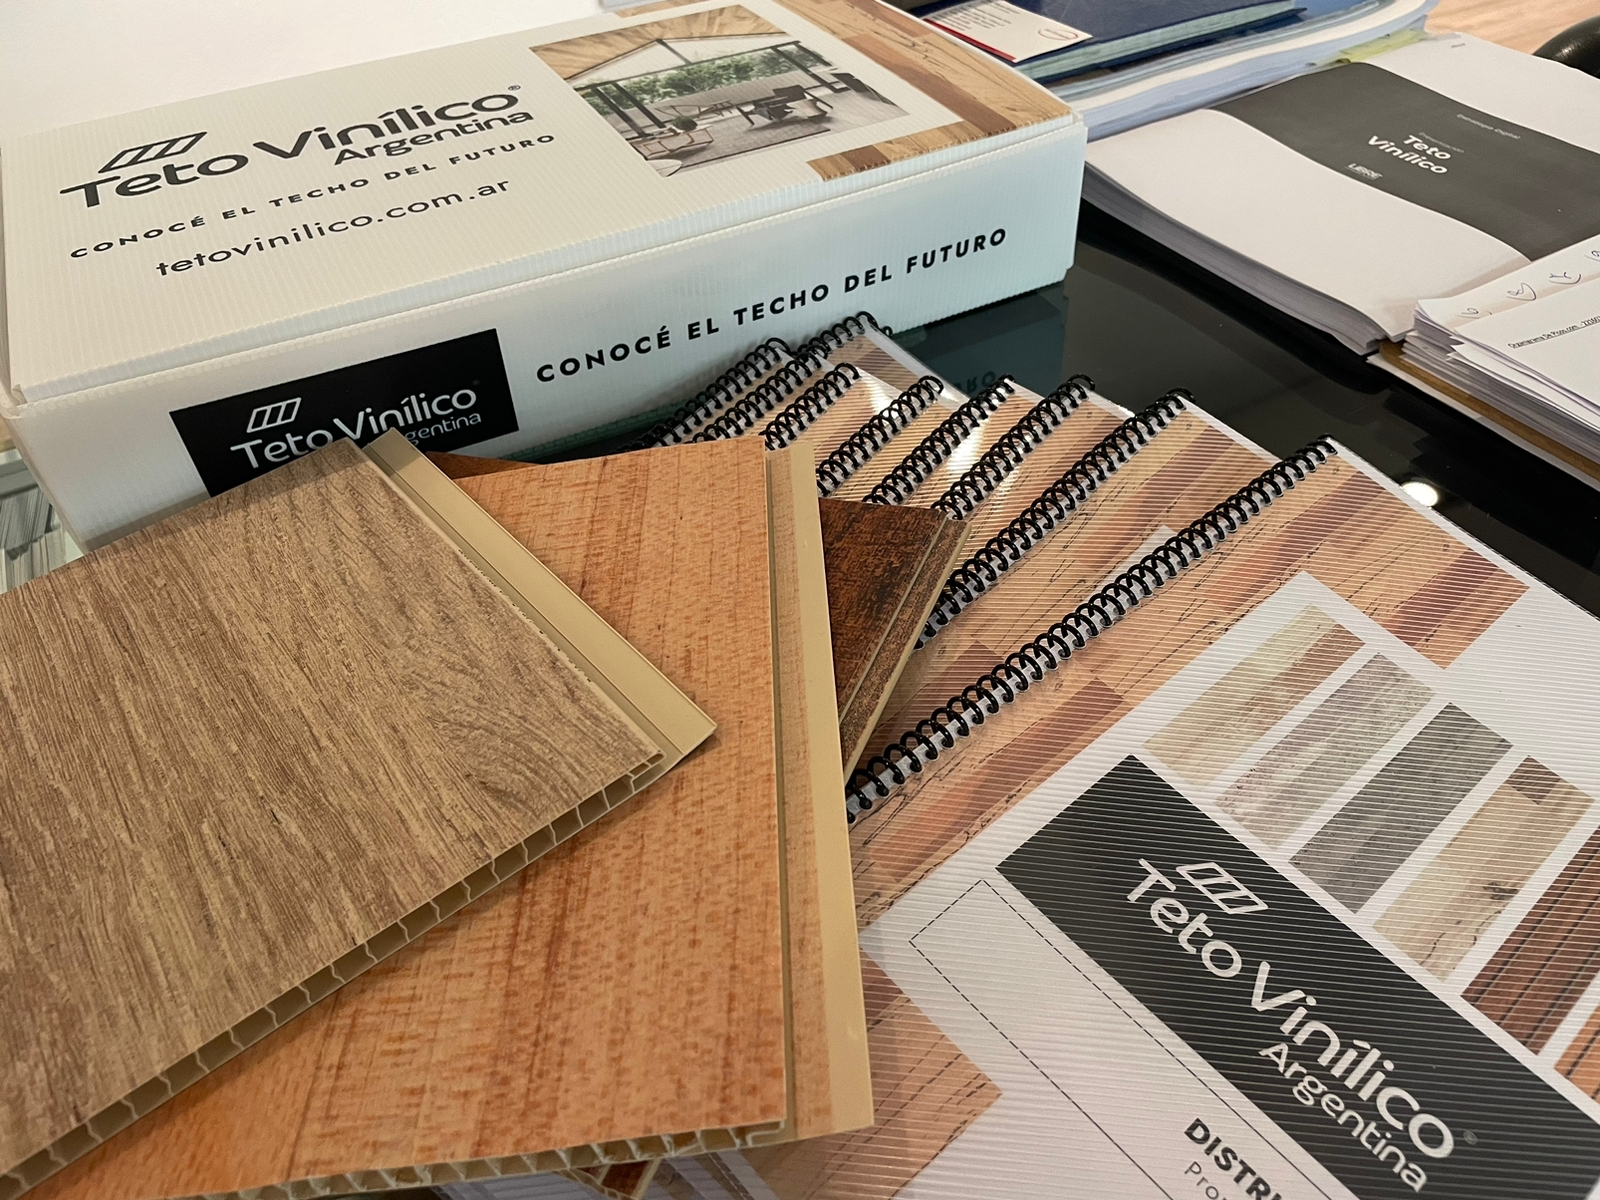 Teto Vinílico®
Argentina
CONOCÉ EL TECHO DEL FUTURO
tetovinilico.com.ar
CONOCÉ EL TECHO DEL FUTURO
Teto Vinílico
Argentina
Teto
Vinílico
LIBRE
Teto Vinílico®
Argentina